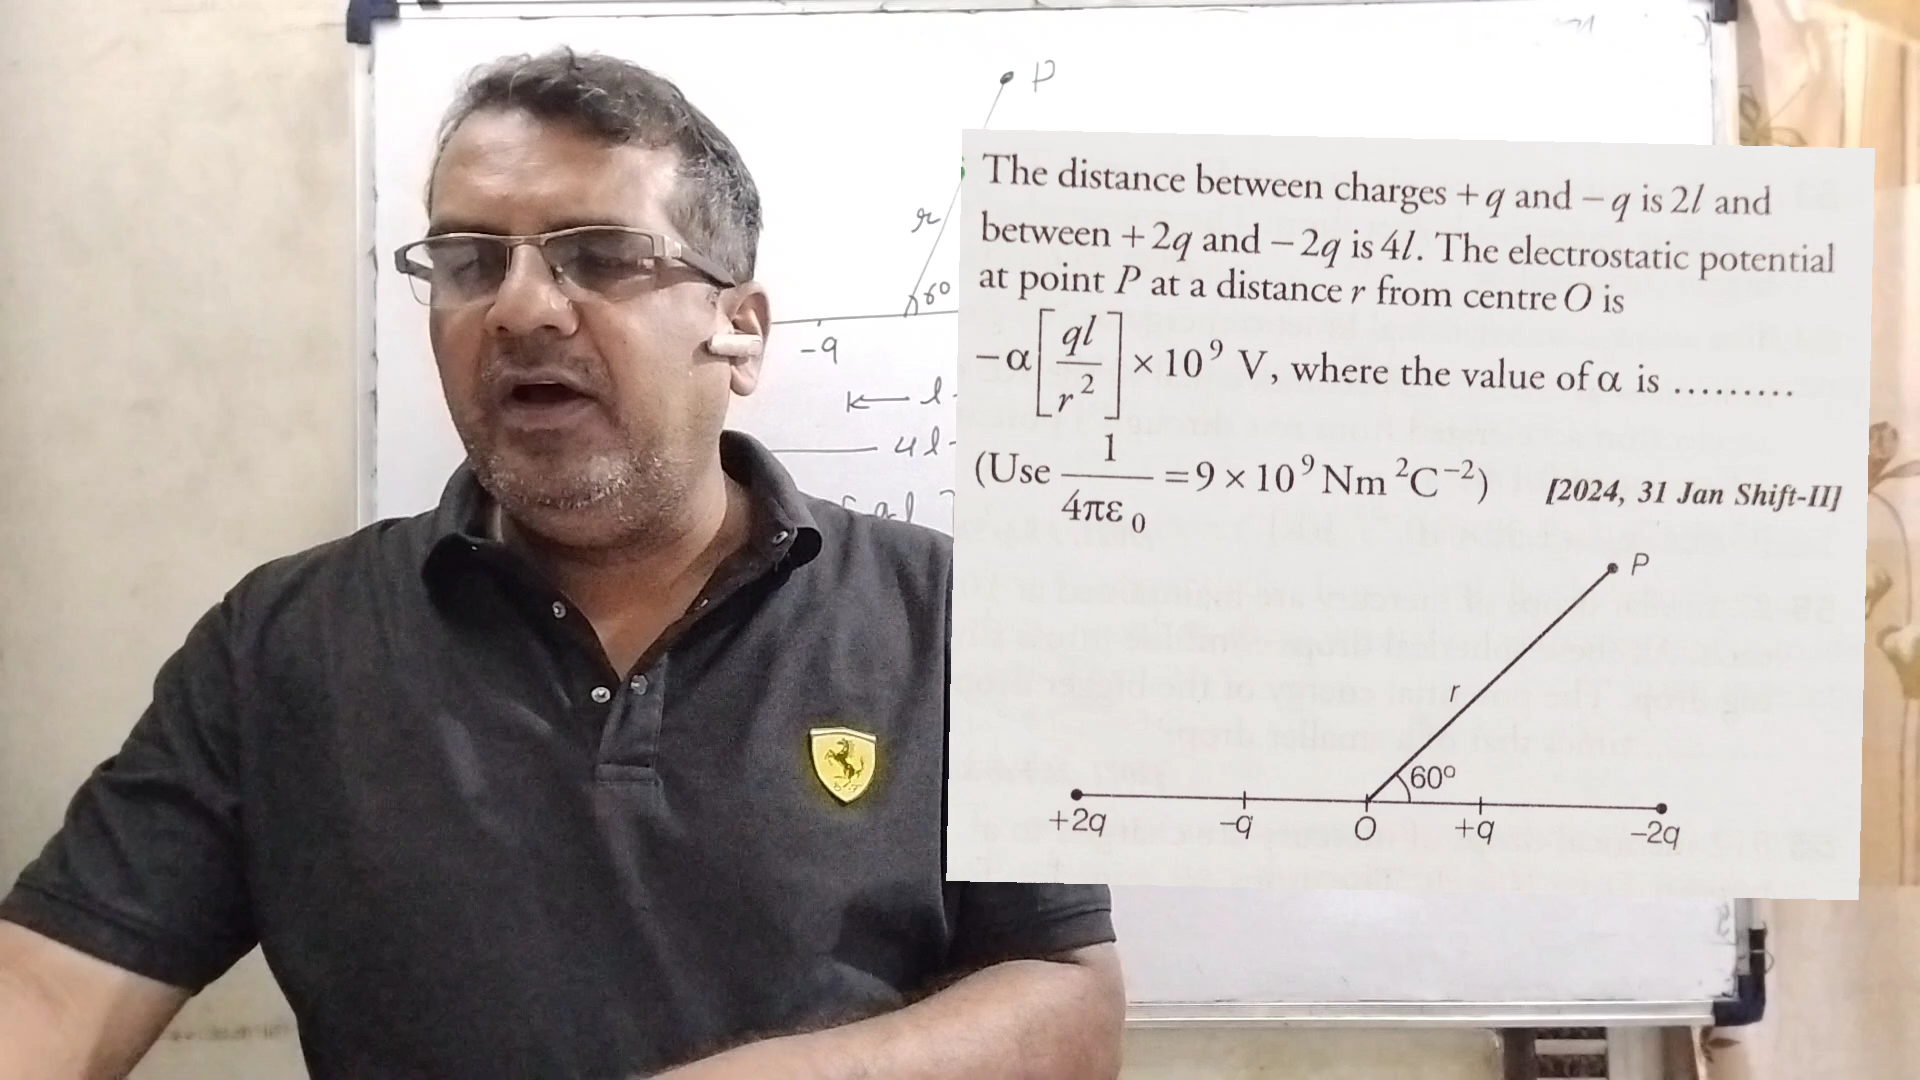 P
r
60
-q
l
4l
The distance between charges +q and −q is 2l and
between +2q and −2q is 4l. The electrostatic potential
at point P at a distance r from centre O is
−α[ql/r²] × 10⁹ V, where the value of α is .........
(Use 1/4πε₀ = 9 × 10⁹ Nm²C⁻²) [2024, 31 Jan Shift-II]
P
r
60°
+2q -q O +q -2q